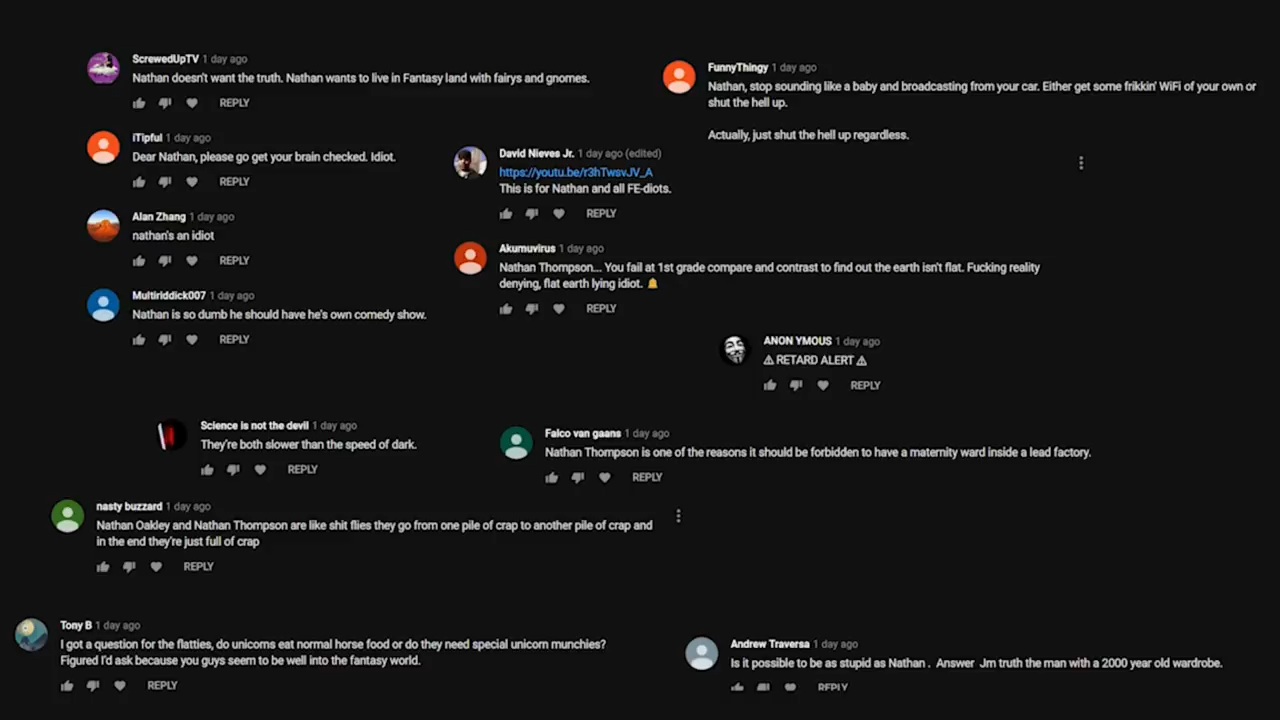 ScrewedUpTV 1 day ago
Nathan doesn't want the truth. Nathan wants to live in Fantasy land with fairys and gnomes.
REPLY
FunnyThingy 1 day ago
Nathan, stop sounding like a baby and broadcasting from your car. Either get some frikkin' WiFi of your own or
shut the hell up.
Actually, just shut the hell up regardless.
iTipful 1 day ago
Dear Nathan, please go get your brain checked. Idiot.
REPLY
David Nieves Jr. 1 day ago (edited)
https://youtu.be/r3hTwsvJV_A
This is for Nathan and all FE-diots.
REPLY
Alan Zhang 1 day ago
nathan's an idiot
REPLY
Akumuvirus 1 day ago
Nathan Thompson... You fail at 1st grade compare and contrast to find out the earth isn't flat. Fucking reality
denying, flat earth lying idiot. 🔔
REPLY
Multiriddick007 1 day ago
Nathan is so dumb he should have he's own comedy show.
REPLY
ANON YMOUS 1 day ago
⚠ RETARD ALERT ⚠
REPLY
Science is not the devil 1 day ago
They're both slower than the speed of dark.
REPLY
Falco van gaans 1 day ago
Nathan Thompson is one of the reasons it should be forbidden to have a maternity ward inside a lead factory.
REPLY
nasty buzzard 1 day ago
Nathan Oakley and Nathan Thompson are like shit flies they go from one pile of crap to another pile of crap and
in the end they're just full of crap
REPLY
Tony B 1 day ago
I got a question for the flatties, do unicorns eat normal horse food or do they need special unicorn munchies?
Figured I'd ask because you guys seem to be well into the fantasy world.
REPLY
Andrew Traversa 1 day ago
Is it possible to be as stupid as Nathan . Answer Jm truth the man with a 2000 year old wardrobe.
REPLY